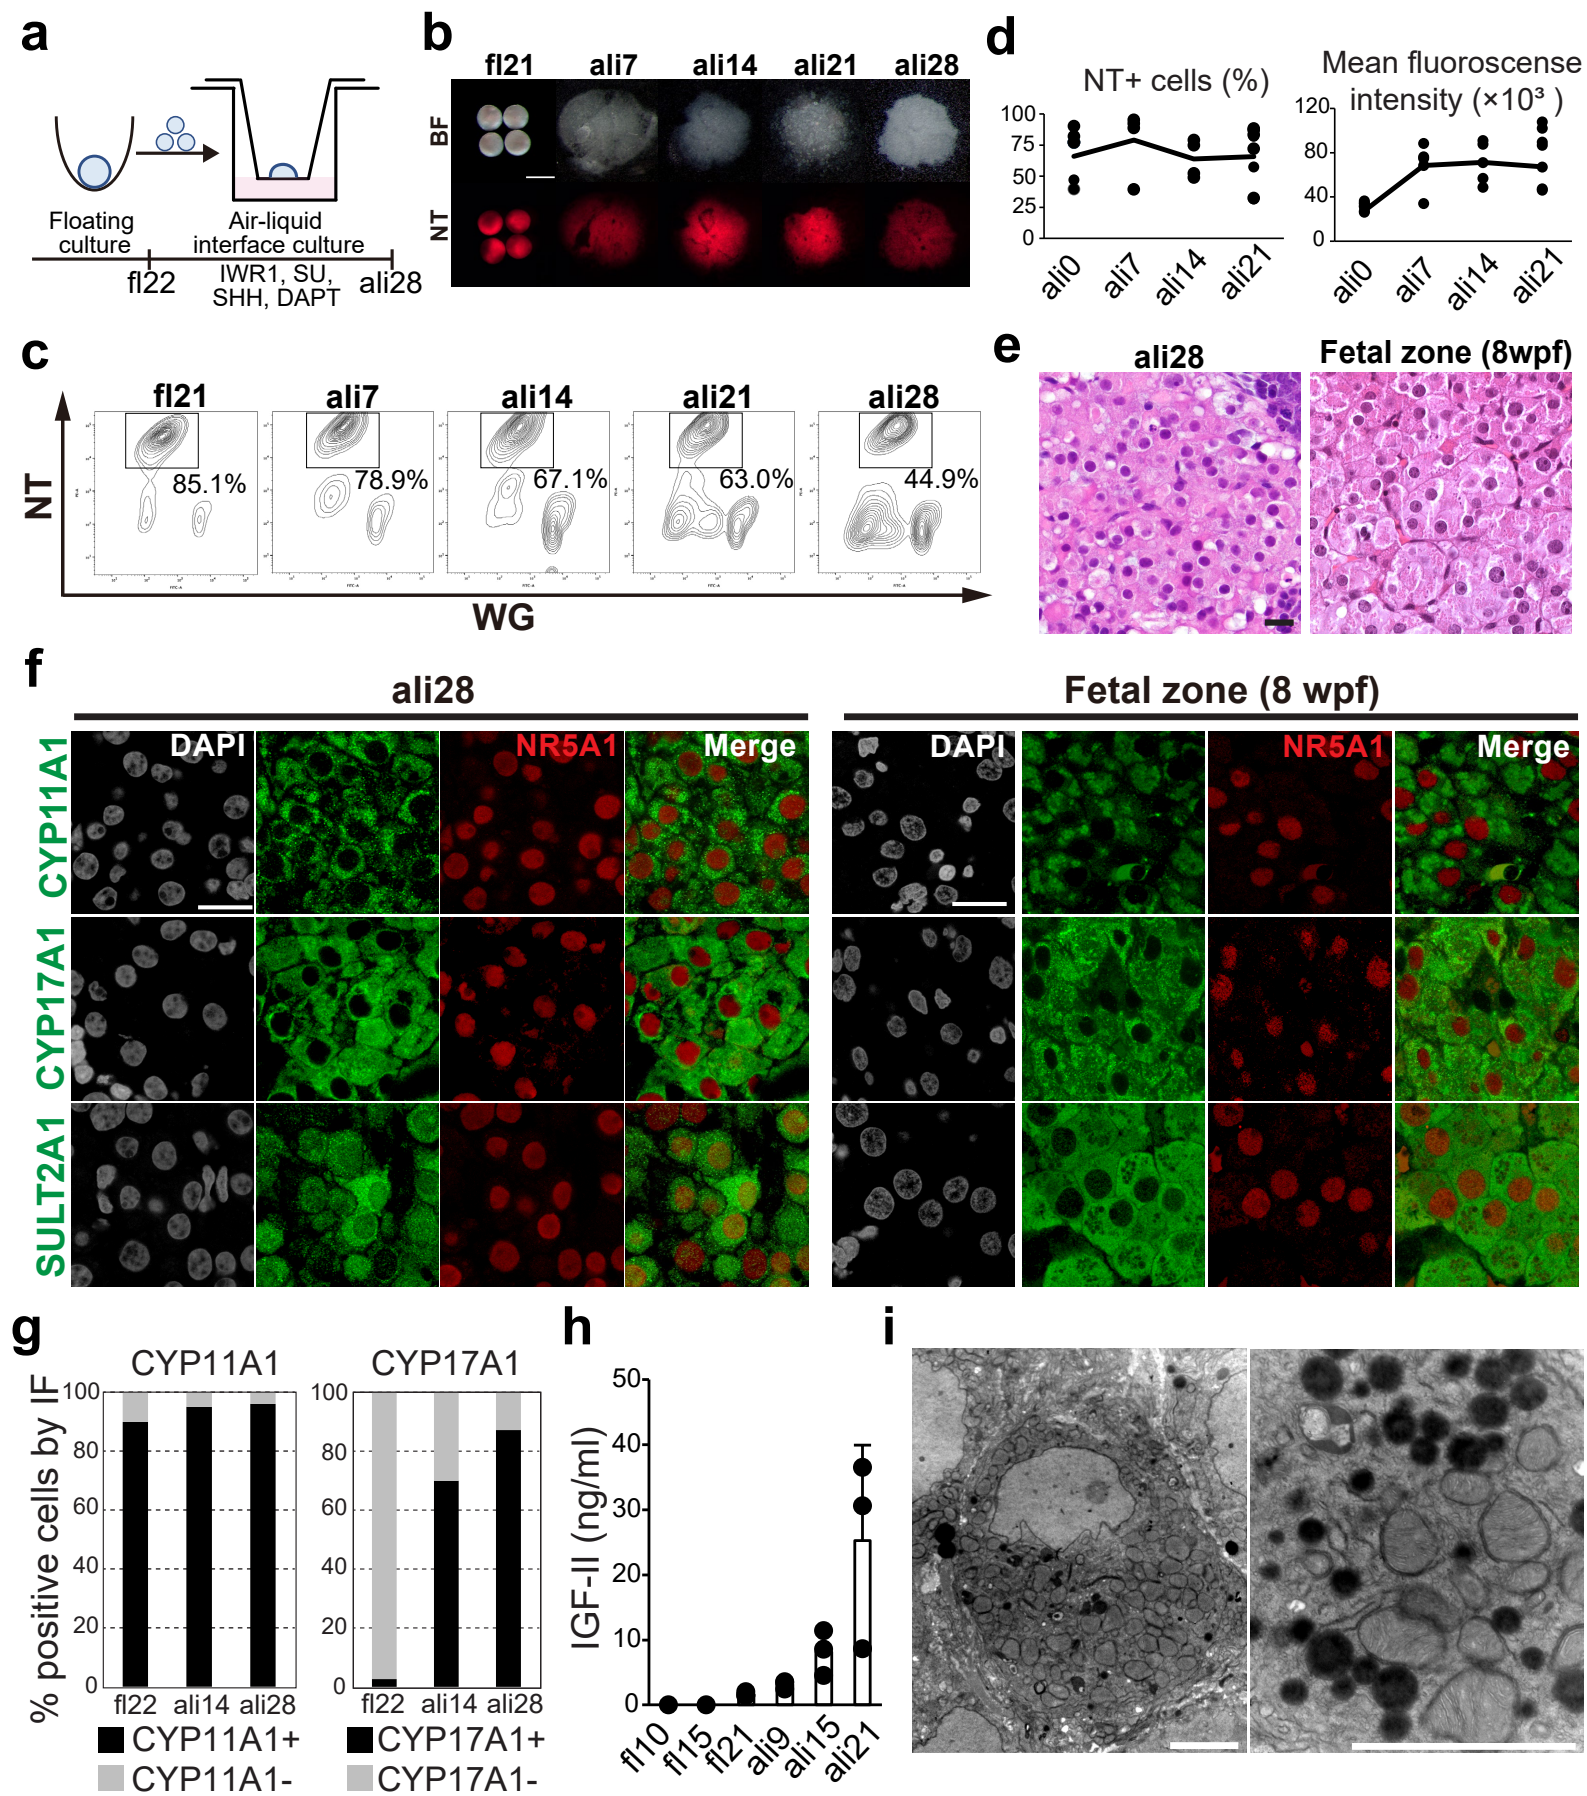 a
Floating
culture
Air-liquid
interface culture
fl22
IWR1, SU,
SHH, DAPT
ali28
b
fl21
ali7
ali14
ali21
ali28
BF
NT
c
fl21
ali7
ali14
ali21
ali28
85.1%
78.9%
67.1%
63.0%
44.9%
NT
WG
FITC-A
FITC-A
FITC-A
FITC-A
FITC-A
d
NT+ cells (%)
100
75
50
25
0
ali0
ali7
ali14
ali21
Mean fluoroscense
intensity (×10³ )
120
80
40
0
ali0
ali7
ali14
ali21
e
ali28
Fetal zone (8wpf)
f
ali28
Fetal zone (8 wpf)
DAPI
NR5A1
Merge
DAPI
NR5A1
Merge
CYP11A1
CYP17A1
SULT2A1
g
CYP11A1
CYP17A1
% positive cells by IF
100
80
60
40
20
0
fl22
ali14
ali28
100
80
60
40
20
0
fl22
ali14
ali28
CYP11A1+
CYP11A1-
CYP17A1+
CYP17A1-
h
IGF-II (ng/ml)
50
40
30
20
10
0
fl10
fl15
fl21
ali9
ali15
ali21
i